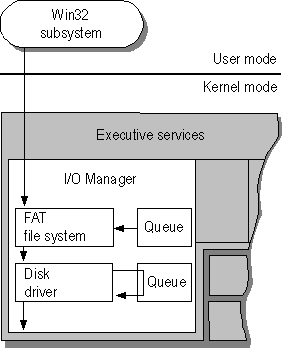 Win32
subsystem
User mode
Kernel mode
Executive services
I/O Manager
FAT
file system
Queue
Disk
driver
Queue